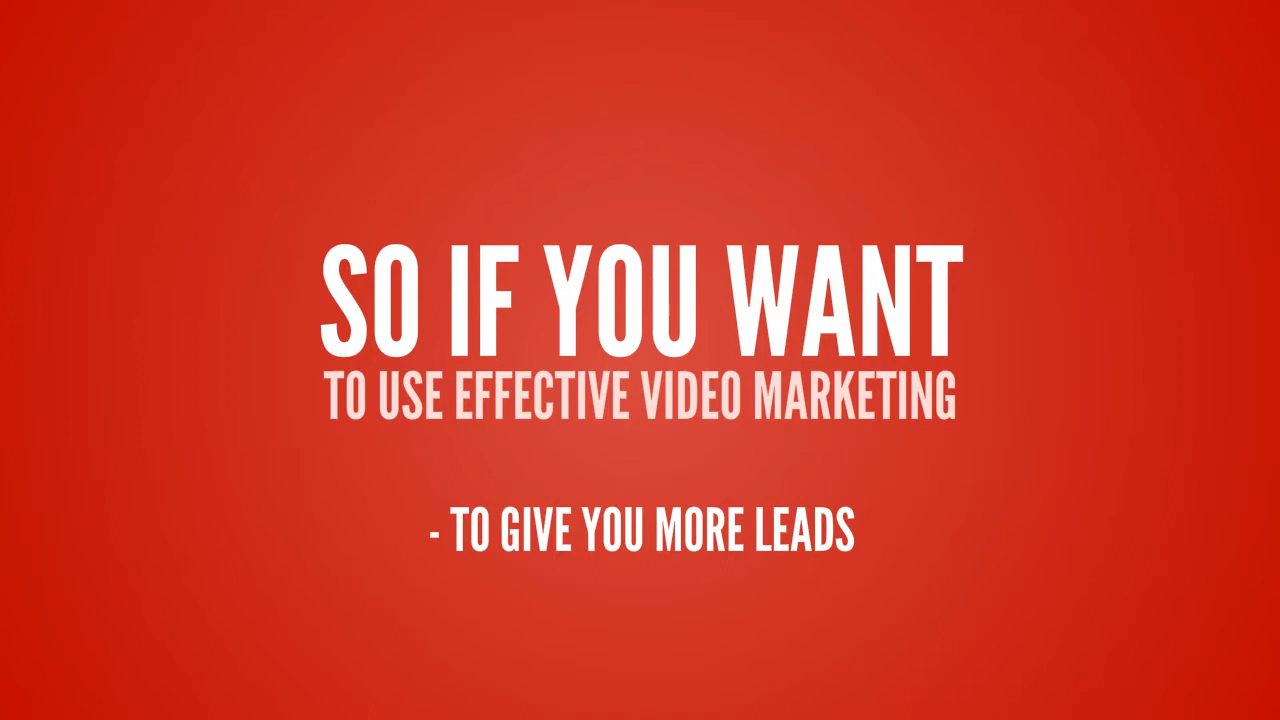 SO IF YOU WANT
TO USE EFFECTIVE VIDEO MARKETING
- TO GIVE YOU MORE LEADS